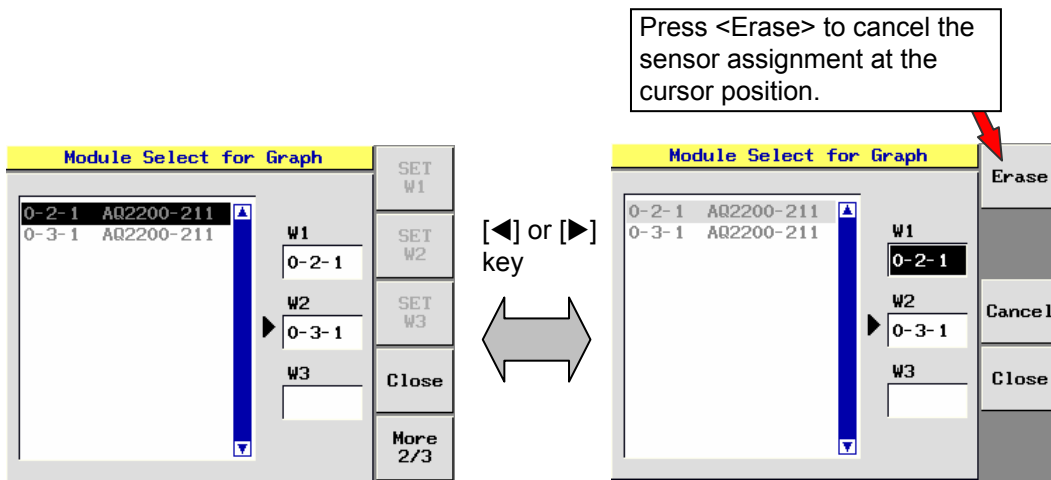 Press <Erase> to cancel the
sensor assignment at the
cursor position.
Module Select for Graph
0-2-1 AQ2200-211
0-3-1 AQ2200-211
W1
0-2-1
W2
0-3-1
W3
SET
W1
SET
W2
SET
W3
Close
More
2/3
[◀] or [▶]
key
Module Select for Graph
0-2-1 AQ2200-211
0-3-1 AQ2200-211
W1
0-2-1
W2
0-3-1
W3
Erase
Cancel
Close